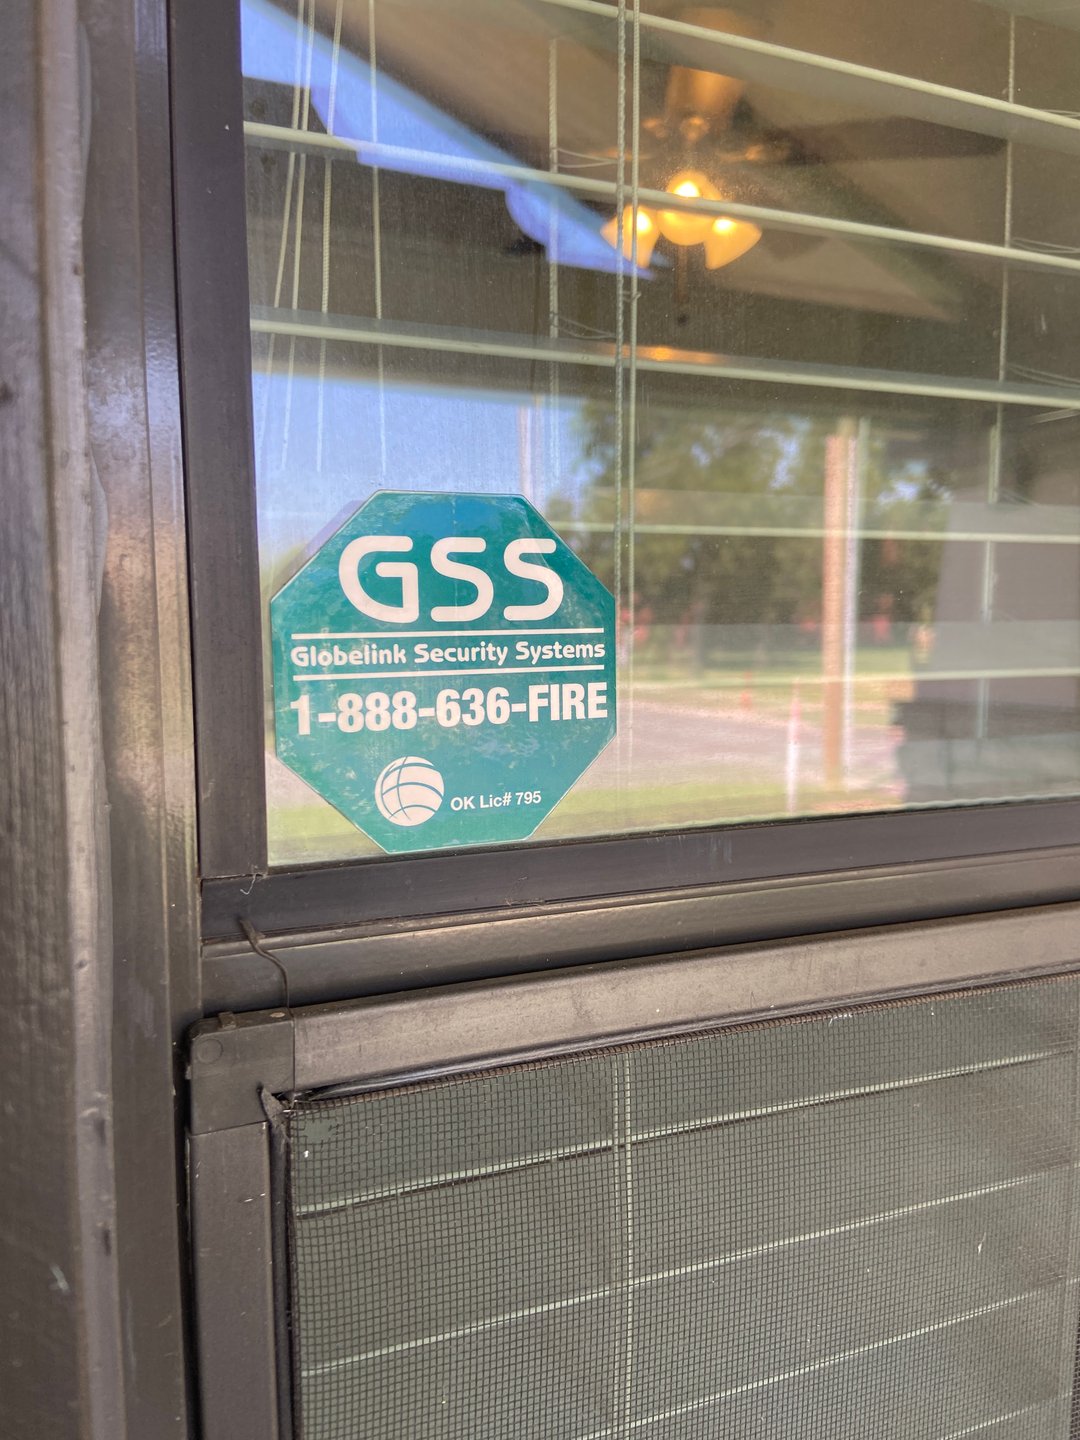 GSS
Globelink Security Systems
1-888-636-FIRE
OK Lic# 795